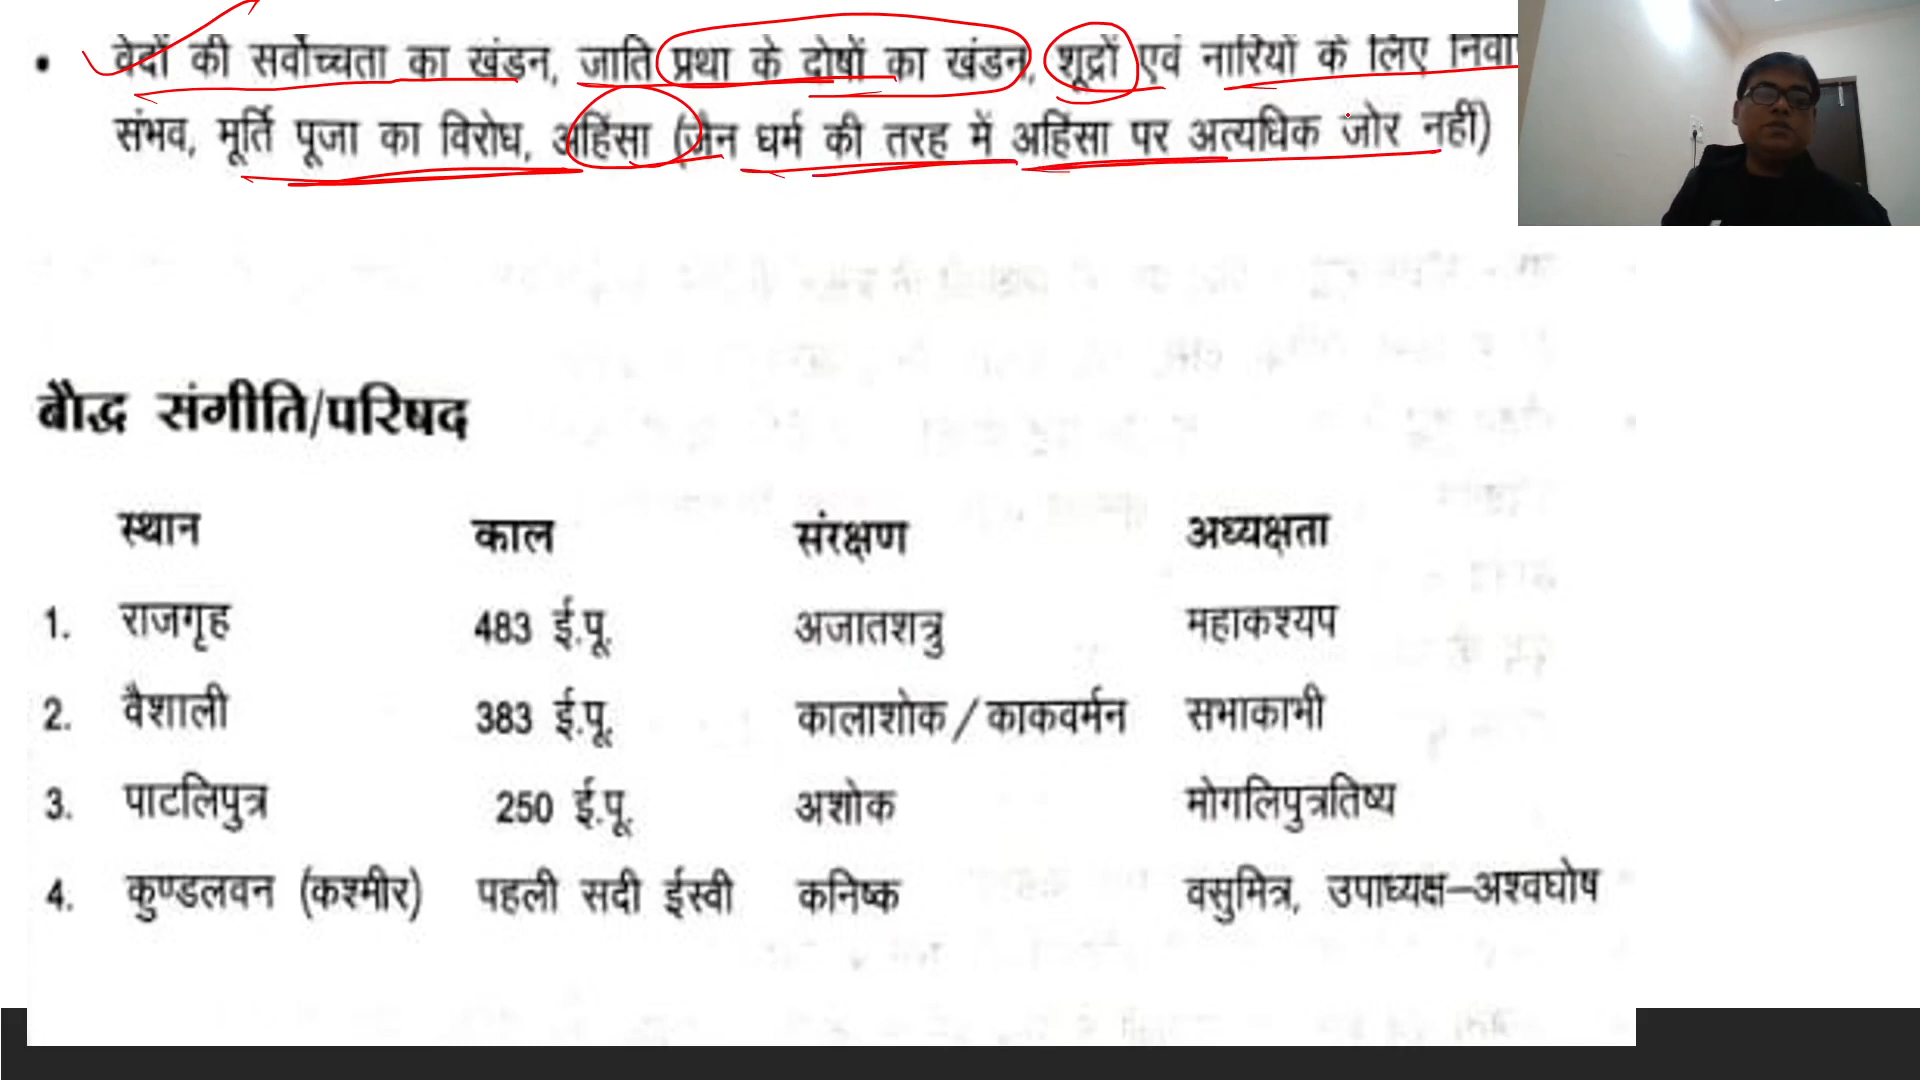 • वेदों की सर्वोच्चता का खंडन, जाति प्रथा के दोषों का खंडन, शूद्रों एवं नारियों के लिए
संभव, मूर्ति पूजा का विरोध, अहिंसा (जैन धर्म की तरह में अहिंसा पर अत्यधिक जोर नहीं)
बौद्ध संगीति/परिषद
स्थान काल संरक्षण अध्यक्षता
1. राजगृह 483 ई.पू. अजातशत्रु महाकश्यप
2. वैशाली 383 ई.पू. कालाशोक / काकवर्मन सभाकाभी
3. पाटलिपुत्र 250 ई.पू. अशोक मोगलिपुत्रतिष्य
4. कुण्डलवन (कश्मीर) पहली सदी ईस्वी कनिष्क वसुमित्र, उपाध्यक्ष–अश्वघोष